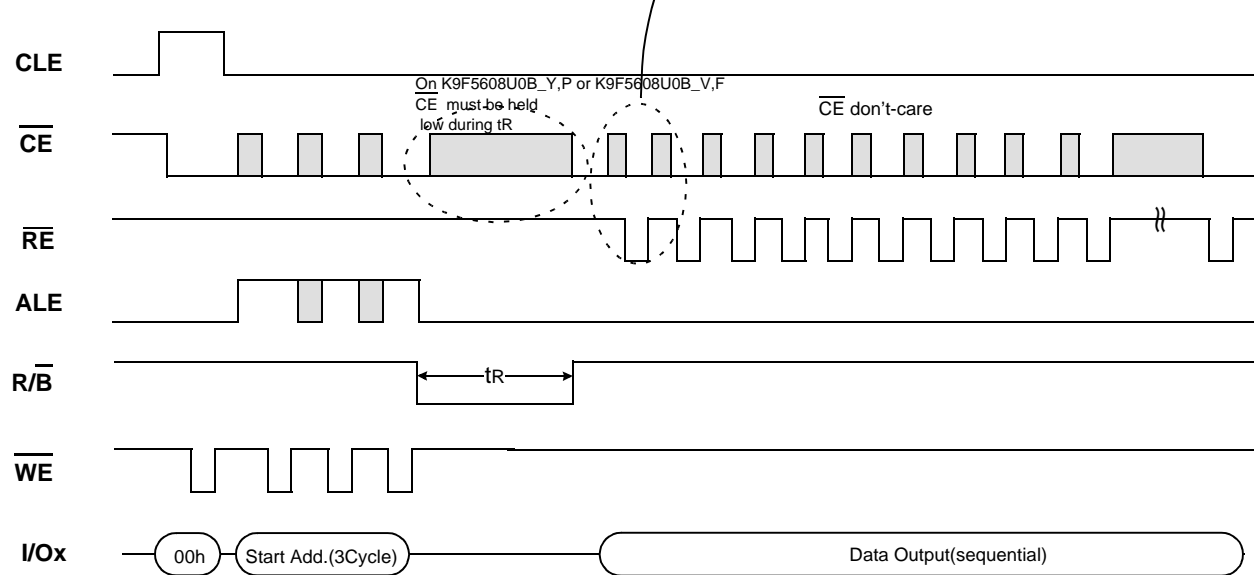 CLE
On K9F5608U0B_Y,P or K9F5608U0B_V,F
CE must be held
low during tR
CE don't-care
CE
RE
ALE
R/B
tR
WE
I/Ox
00h
Start Add.(3Cycle)
Data Output(sequential)